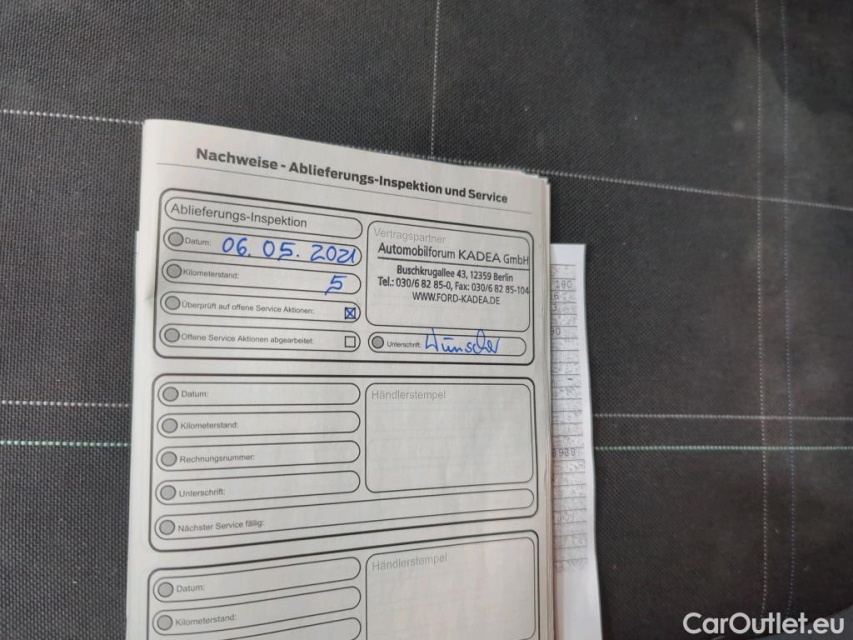 Nachweise - Ablieferungs-Inspektion und Service
Ablieferungs-Inspektion
Datum: 06.05.2021
Kilometerstand: 5
Überprüft auf offene Service Aktionen:
Offene Service Aktionen abgearbeitet:
Vertragspartner
Automobilforum KADEA GmbH
Buschkrugallee 43, 12359 Berlin
Tel.: 030/6 82 85-0, Fax: 030/6 82 85-104
WWW.FORD-KADEA.DE
Unterschrift:
Datum:
Kilometerstand:
Rechnungsnummer:
Unterschrift:
Nächster Service fällig:
Händlerstempel
Datum:
Kilometerstand:
Händlerstempel
CarOutlet.eu